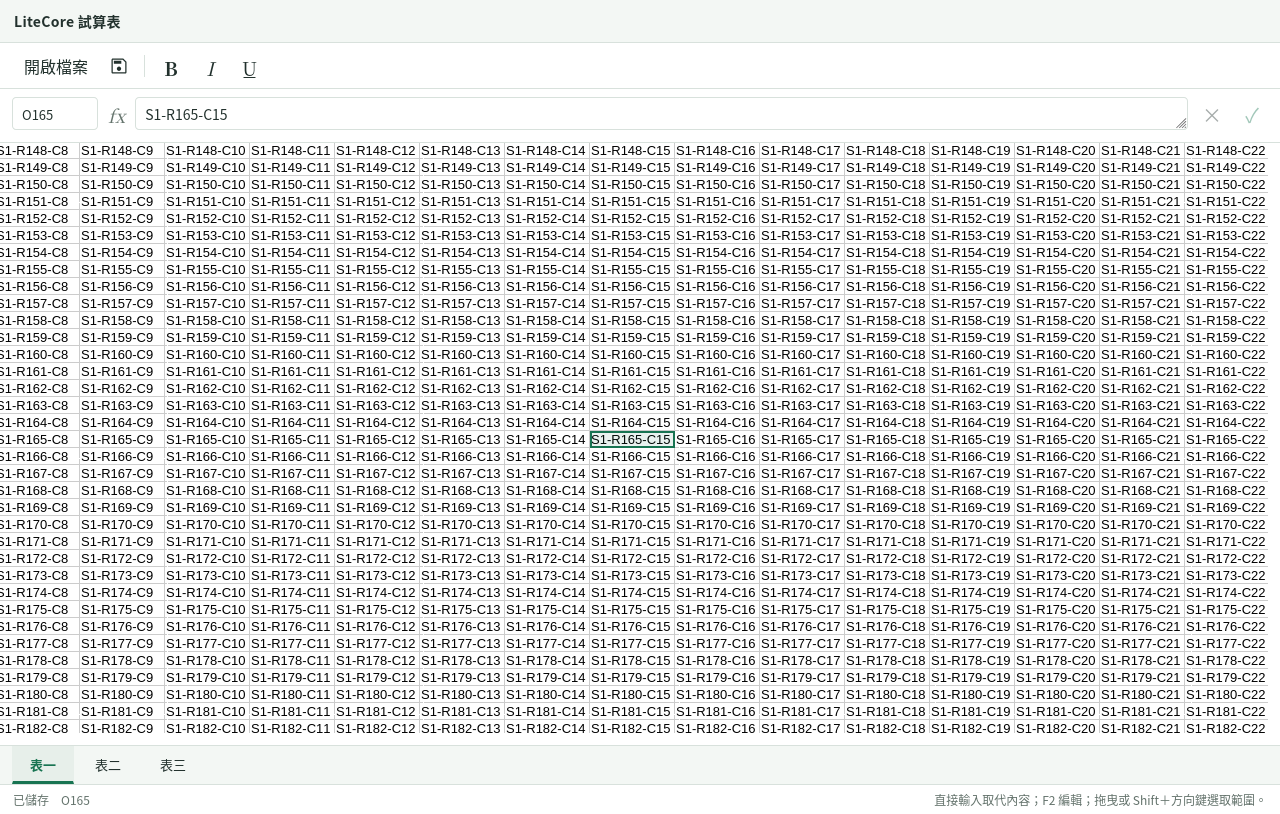 LiteCore 試算表
開啟檔案 B I U
O165 fx S1-R165-C15
S1-R148-C8 S1-R148-C9 S1-R148-C10 S1-R148-C11 S1-R148-C12 S1-R148-C13 S1-R148-C14 S1-R148-C15 S1-R148-C16 S1-R148-C17 S1-R148-C18 S1-R148-C19 S1-R148-C20 S1-R148-C21 S1-R148-C22
S1-R149-C8 S1-R149-C9 S1-R149-C10 S1-R149-C11 S1-R149-C12 S1-R149-C13 S1-R149-C14 S1-R149-C15 S1-R149-C16 S1-R149-C17 S1-R149-C18 S1-R149-C19 S1-R149-C20 S1-R149-C21 S1-R149-C22
S1-R150-C8 S1-R150-C9 S1-R150-C10 S1-R150-C11 S1-R150-C12 S1-R150-C13 S1-R150-C14 S1-R150-C15 S1-R150-C16 S1-R150-C17 S1-R150-C18 S1-R150-C19 S1-R150-C20 S1-R150-C21 S1-R150-C22
S1-R151-C8 S1-R151-C9 S1-R151-C10 S1-R151-C11 S1-R151-C12 S1-R151-C13 S1-R151-C14 S1-R151-C15 S1-R151-C16 S1-R151-C17 S1-R151-C18 S1-R151-C19 S1-R151-C20 S1-R151-C21 S1-R151-C22
S1-R152-C8 S1-R152-C9 S1-R152-C10 S1-R152-C11 S1-R152-C12 S1-R152-C13 S1-R152-C14 S1-R152-C15 S1-R152-C16 S1-R152-C17 S1-R152-C18 S1-R152-C19 S1-R152-C20 S1-R152-C21 S1-R152-C22
S1-R153-C8 S1-R153-C9 S1-R153-C10 S1-R153-C11 S1-R153-C12 S1-R153-C13 S1-R153-C14 S1-R153-C15 S1-R153-C16 S1-R153-C17 S1-R153-C18 S1-R153-C19 S1-R153-C20 S1-R153-C21 S1-R153-C22
S1-R154-C8 S1-R154-C9 S1-R154-C10 S1-R154-C11 S1-R154-C12 S1-R154-C13 S1-R154-C14 S1-R154-C15 S1-R154-C16 S1-R154-C17 S1-R154-C18 S1-R154-C19 S1-R154-C20 S1-R154-C21 S1-R154-C22
S1-R155-C8 S1-R155-C9 S1-R155-C10 S1-R155-C11 S1-R155-C12 S1-R155-C13 S1-R155-C14 S1-R155-C15 S1-R155-C16 S1-R155-C17 S1-R155-C18 S1-R155-C19 S1-R155-C20 S1-R155-C21 S1-R155-C22
S1-R156-C8 S1-R156-C9 S1-R156-C10 S1-R156-C11 S1-R156-C12 S1-R156-C13 S1-R156-C14 S1-R156-C15 S1-R156-C16 S1-R156-C17 S1-R156-C18 S1-R156-C19 S1-R156-C20 S1-R156-C21 S1-R156-C22
S1-R157-C8 S1-R157-C9 S1-R157-C10 S1-R157-C11 S1-R157-C12 S1-R157-C13 S1-R157-C14 S1-R157-C15 S1-R157-C16 S1-R157-C17 S1-R157-C18 S1-R157-C19 S1-R157-C20 S1-R157-C21 S1-R157-C22
S1-R158-C8 S1-R158-C9 S1-R158-C10 S1-R158-C11 S1-R158-C12 S1-R158-C13 S1-R158-C14 S1-R158-C15 S1-R158-C16 S1-R158-C17 S1-R158-C18 S1-R158-C19 S1-R158-C20 S1-R158-C21 S1-R158-C22
S1-R159-C8 S1-R159-C9 S1-R159-C10 S1-R159-C11 S1-R159-C12 S1-R159-C13 S1-R159-C14 S1-R159-C15 S1-R159-C16 S1-R159-C17 S1-R159-C18 S1-R159-C19 S1-R159-C20 S1-R159-C21 S1-R159-C22
S1-R160-C8 S1-R160-C9 S1-R160-C10 S1-R160-C11 S1-R160-C12 S1-R160-C13 S1-R160-C14 S1-R160-C15 S1-R160-C16 S1-R160-C17 S1-R160-C18 S1-R160-C19 S1-R160-C20 S1-R160-C21 S1-R160-C22
S1-R161-C8 S1-R161-C9 S1-R161-C10 S1-R161-C11 S1-R161-C12 S1-R161-C13 S1-R161-C14 S1-R161-C15 S1-R161-C16 S1-R161-C17 S1-R161-C18 S1-R161-C19 S1-R161-C20 S1-R161-C21 S1-R161-C22
S1-R162-C8 S1-R162-C9 S1-R162-C10 S1-R162-C11 S1-R162-C12 S1-R162-C13 S1-R162-C14 S1-R162-C15 S1-R162-C16 S1-R162-C17 S1-R162-C18 S1-R162-C19 S1-R162-C20 S1-R162-C21 S1-R162-C22
S1-R163-C8 S1-R163-C9 S1-R163-C10 S1-R163-C11 S1-R163-C12 S1-R163-C13 S1-R163-C14 S1-R163-C15 S1-R163-C16 S1-R163-C17 S1-R163-C18 S1-R163-C19 S1-R163-C20 S1-R163-C21 S1-R163-C22
S1-R164-C8 S1-R164-C9 S1-R164-C10 S1-R164-C11 S1-R164-C12 S1-R164-C13 S1-R164-C14 S1-R164-C15 S1-R164-C16 S1-R164-C17 S1-R164-C18 S1-R164-C19 S1-R164-C20 S1-R164-C21 S1-R164-C22
S1-R165-C8 S1-R165-C9 S1-R165-C10 S1-R165-C11 S1-R165-C12 S1-R165-C13 S1-R165-C14 S1-R165-C15 S1-R165-C16 S1-R165-C17 S1-R165-C18 S1-R165-C19 S1-R165-C20 S1-R165-C21 S1-R165-C22
S1-R166-C8 S1-R166-C9 S1-R166-C10 S1-R166-C11 S1-R166-C12 S1-R166-C13 S1-R166-C14 S1-R166-C15 S1-R166-C16 S1-R166-C17 S1-R166-C18 S1-R166-C19 S1-R166-C20 S1-R166-C21 S1-R166-C22
S1-R167-C8 S1-R167-C9 S1-R167-C10 S1-R167-C11 S1-R167-C12 S1-R167-C13 S1-R167-C14 S1-R167-C15 S1-R167-C16 S1-R167-C17 S1-R167-C18 S1-R167-C19 S1-R167-C20 S1-R167-C21 S1-R167-C22
S1-R168-C8 S1-R168-C9 S1-R168-C10 S1-R168-C11 S1-R168-C12 S1-R168-C13 S1-R168-C14 S1-R168-C15 S1-R168-C16 S1-R168-C17 S1-R168-C18 S1-R168-C19 S1-R168-C20 S1-R168-C21 S1-R168-C22
S1-R169-C8 S1-R169-C9 S1-R169-C10 S1-R169-C11 S1-R169-C12 S1-R169-C13 S1-R169-C14 S1-R169-C15 S1-R169-C16 S1-R169-C17 S1-R169-C18 S1-R169-C19 S1-R169-C20 S1-R169-C21 S1-R169-C22
S1-R170-C8 S1-R170-C9 S1-R170-C10 S1-R170-C11 S1-R170-C12 S1-R170-C13 S1-R170-C14 S1-R170-C15 S1-R170-C16 S1-R170-C17 S1-R170-C18 S1-R170-C19 S1-R170-C20 S1-R170-C21 S1-R170-C22
S1-R171-C8 S1-R171-C9 S1-R171-C10 S1-R171-C11 S1-R171-C12 S1-R171-C13 S1-R171-C14 S1-R171-C15 S1-R171-C16 S1-R171-C17 S1-R171-C18 S1-R171-C19 S1-R171-C20 S1-R171-C21 S1-R171-C22
S1-R172-C8 S1-R172-C9 S1-R172-C10 S1-R172-C11 S1-R172-C12 S1-R172-C13 S1-R172-C14 S1-R172-C15 S1-R172-C16 S1-R172-C17 S1-R172-C18 S1-R172-C19 S1-R172-C20 S1-R172-C21 S1-R172-C22
S1-R173-C8 S1-R173-C9 S1-R173-C10 S1-R173-C11 S1-R173-C12 S1-R173-C13 S1-R173-C14 S1-R173-C15 S1-R173-C16 S1-R173-C17 S1-R173-C18 S1-R173-C19 S1-R173-C20 S1-R173-C21 S1-R173-C22
S1-R174-C8 S1-R174-C9 S1-R174-C10 S1-R174-C11 S1-R174-C12 S1-R174-C13 S1-R174-C14 S1-R174-C15 S1-R174-C16 S1-R174-C17 S1-R174-C18 S1-R174-C19 S1-R174-C20 S1-R174-C21 S1-R174-C22
S1-R175-C8 S1-R175-C9 S1-R175-C10 S1-R175-C11 S1-R175-C12 S1-R175-C13 S1-R175-C14 S1-R175-C15 S1-R175-C16 S1-R175-C17 S1-R175-C18 S1-R175-C19 S1-R175-C20 S1-R175-C21 S1-R175-C22
S1-R176-C8 S1-R176-C9 S1-R176-C10 S1-R176-C11 S1-R176-C12 S1-R176-C13 S1-R176-C14 S1-R176-C15 S1-R176-C16 S1-R176-C17 S1-R176-C18 S1-R176-C19 S1-R176-C20 S1-R176-C21 S1-R176-C22
S1-R177-C8 S1-R177-C9 S1-R177-C10 S1-R177-C11 S1-R177-C12 S1-R177-C13 S1-R177-C14 S1-R177-C15 S1-R177-C16 S1-R177-C17 S1-R177-C18 S1-R177-C19 S1-R177-C20 S1-R177-C21 S1-R177-C22
S1-R178-C8 S1-R178-C9 S1-R178-C10 S1-R178-C11 S1-R178-C12 S1-R178-C13 S1-R178-C14 S1-R178-C15 S1-R178-C16 S1-R178-C17 S1-R178-C18 S1-R178-C19 S1-R178-C20 S1-R178-C21 S1-R178-C22
S1-R179-C8 S1-R179-C9 S1-R179-C10 S1-R179-C11 S1-R179-C12 S1-R179-C13 S1-R179-C14 S1-R179-C15 S1-R179-C16 S1-R179-C17 S1-R179-C18 S1-R179-C19 S1-R179-C20 S1-R179-C21 S1-R179-C22
S1-R180-C8 S1-R180-C9 S1-R180-C10 S1-R180-C11 S1-R180-C12 S1-R180-C13 S1-R180-C14 S1-R180-C15 S1-R180-C16 S1-R180-C17 S1-R180-C18 S1-R180-C19 S1-R180-C20 S1-R180-C21 S1-R180-C22
S1-R181-C8 S1-R181-C9 S1-R181-C10 S1-R181-C11 S1-R181-C12 S1-R181-C13 S1-R181-C14 S1-R181-C15 S1-R181-C16 S1-R181-C17 S1-R181-C18 S1-R181-C19 S1-R181-C20 S1-R181-C21 S1-R181-C22
S1-R182-C8 S1-R182-C9 S1-R182-C10 S1-R182-C11 S1-R182-C12 S1-R182-C13 S1-R182-C14 S1-R182-C15 S1-R182-C16 S1-R182-C17 S1-R182-C18 S1-R182-C19 S1-R182-C20 S1-R182-C21 S1-R182-C22
表一 表二 表三
已儲存 O165 直接輸入取代內容；F2 編輯；拖曳或 Shift＋方向鍵選取範圍。